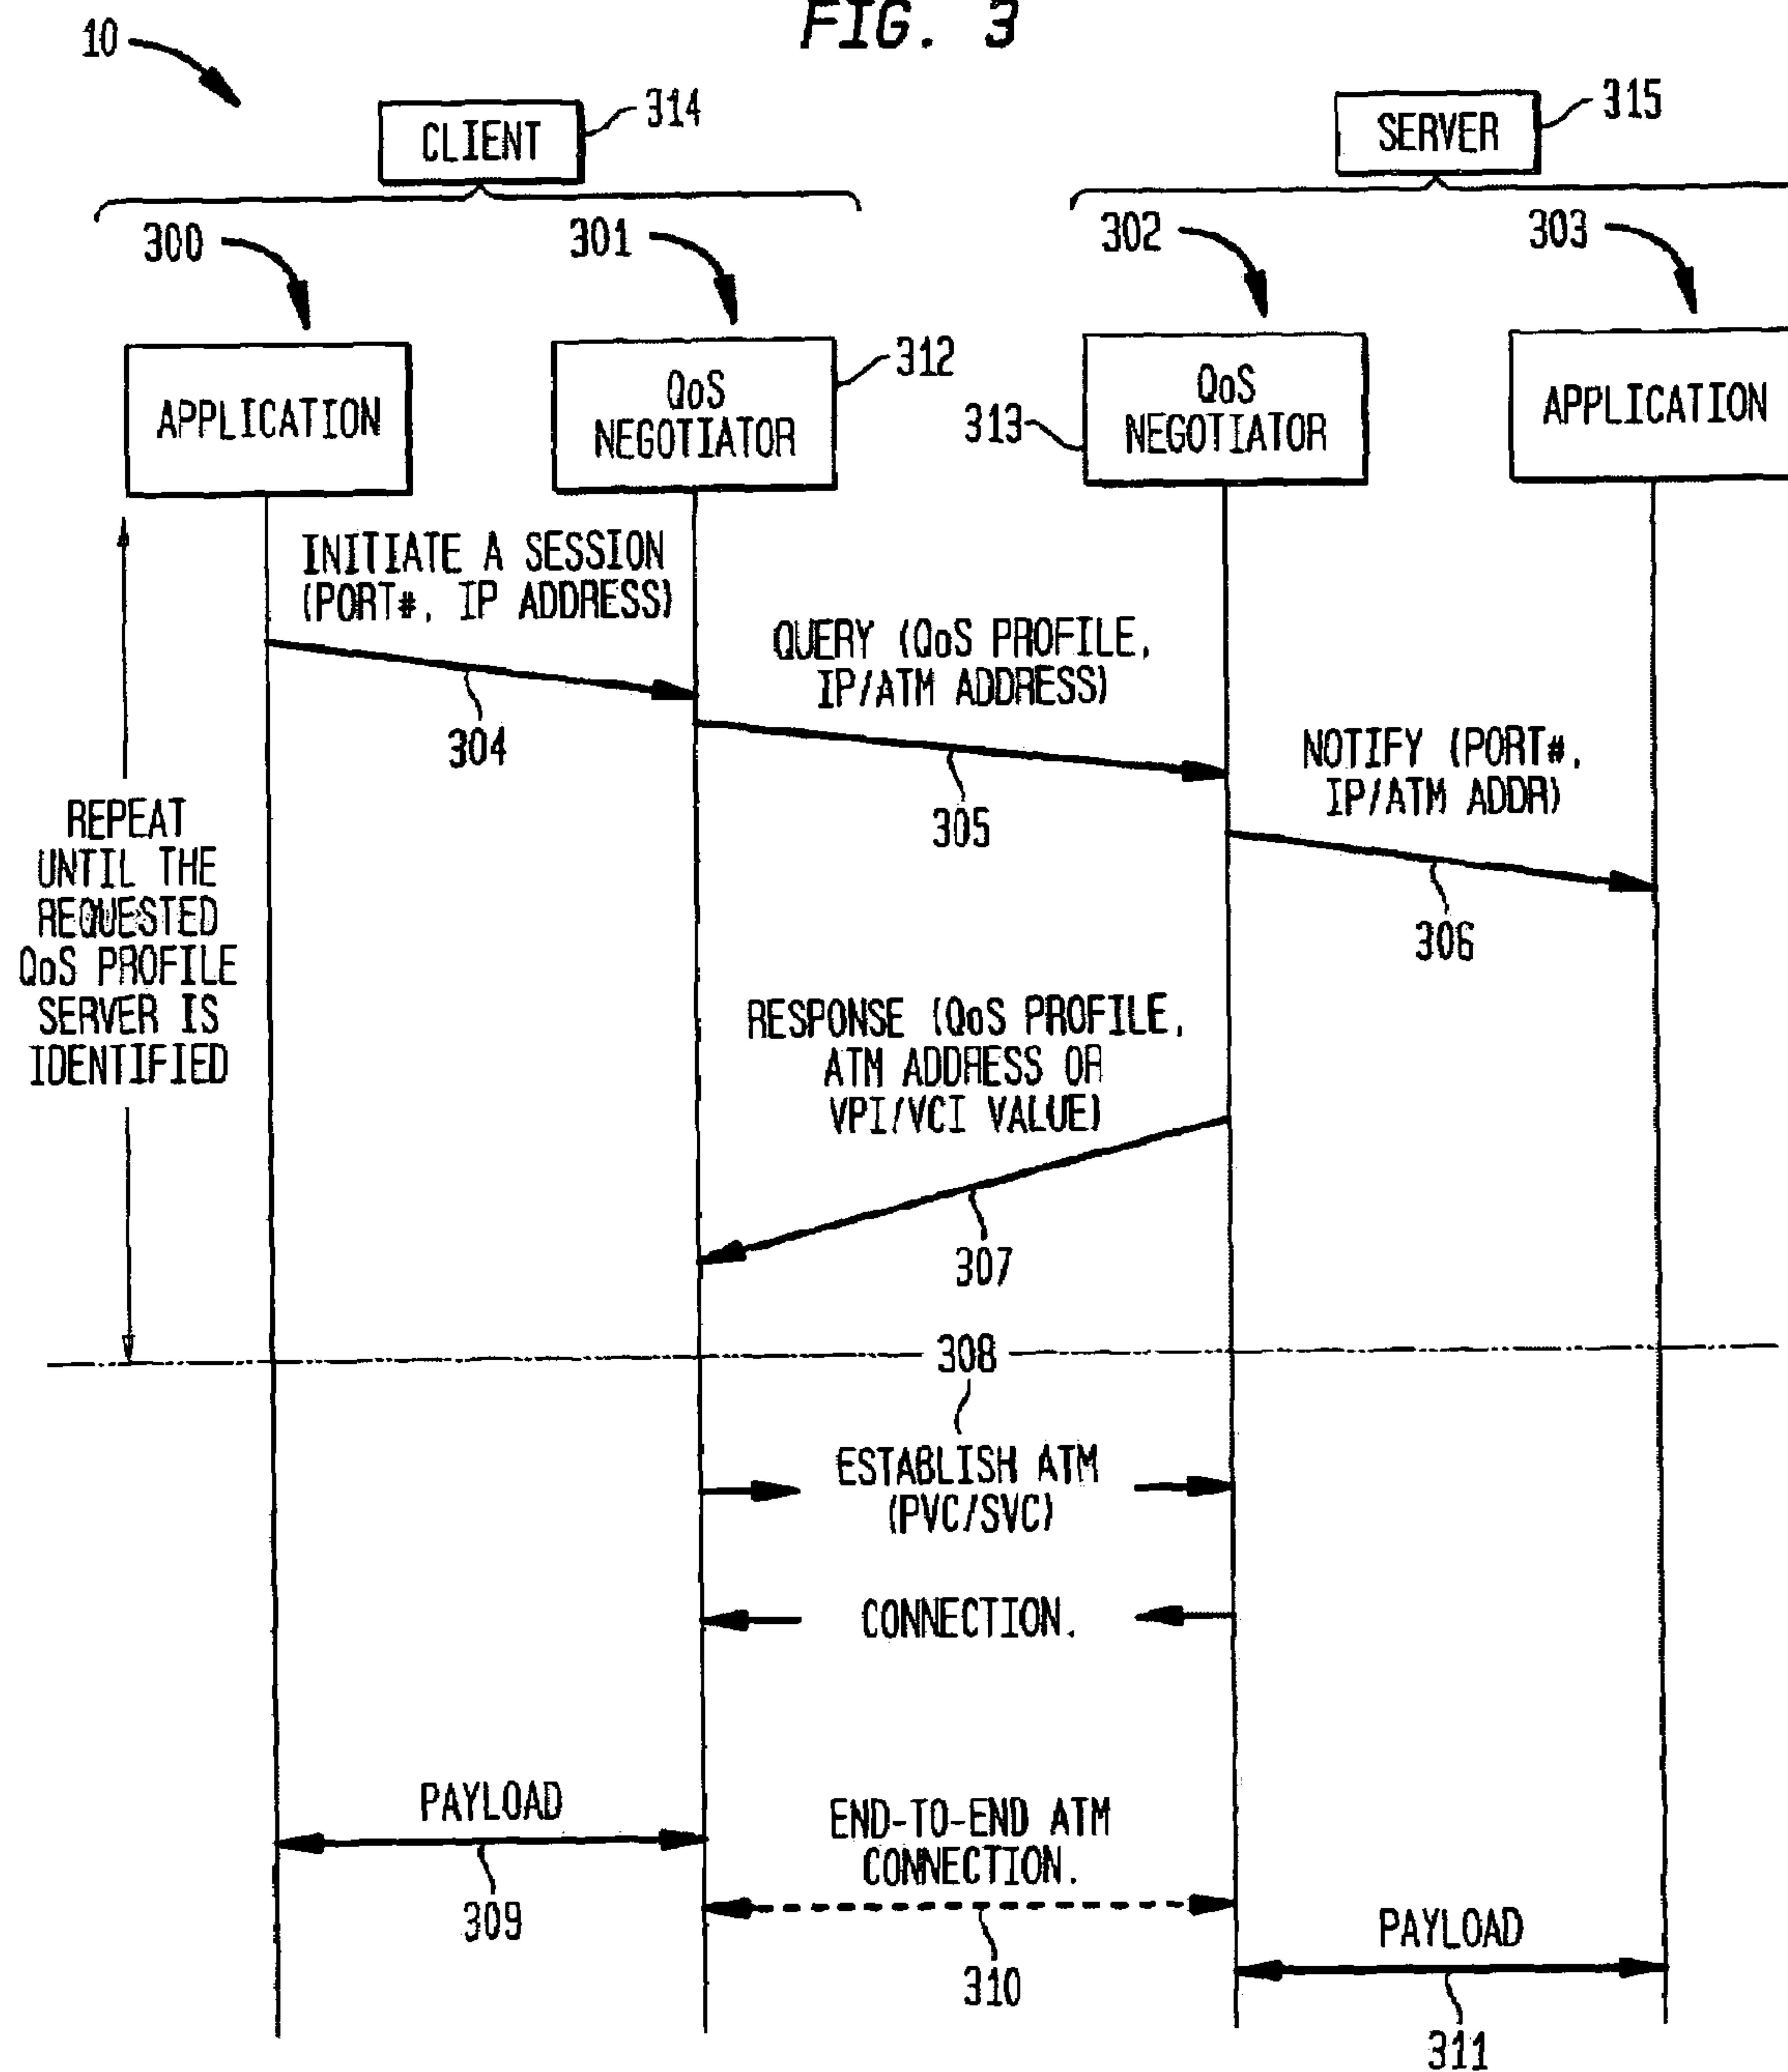 FIG. 3
10
CLIENT
314
SERVER
315
300
301
302
303
APPLICATION
QoS
NEGOTIATOR
312
313
QoS
NEGOTIATOR
APPLICATION
INITIATE A SESSION
(PORT#, IP ADDRESS)
304
QUERY (QoS PROFILE,
IP/ATM ADDRESS)
305
NOTIFY (PORT#,
IP/ATM ADDR)
306
REPEAT
UNTIL THE
REQUESTED
QoS PROFILE
SERVER IS
IDENTIFIED
RESPONSE (QoS PROFILE,
ATM ADDRESS OR
VPI/VCI VALUE)
307
308
ESTABLISH ATM
(PVC/SVC)
CONNECTION.
PAYLOAD
309
END-TO-END ATM
CONNECTION.
310
PAYLOAD
311